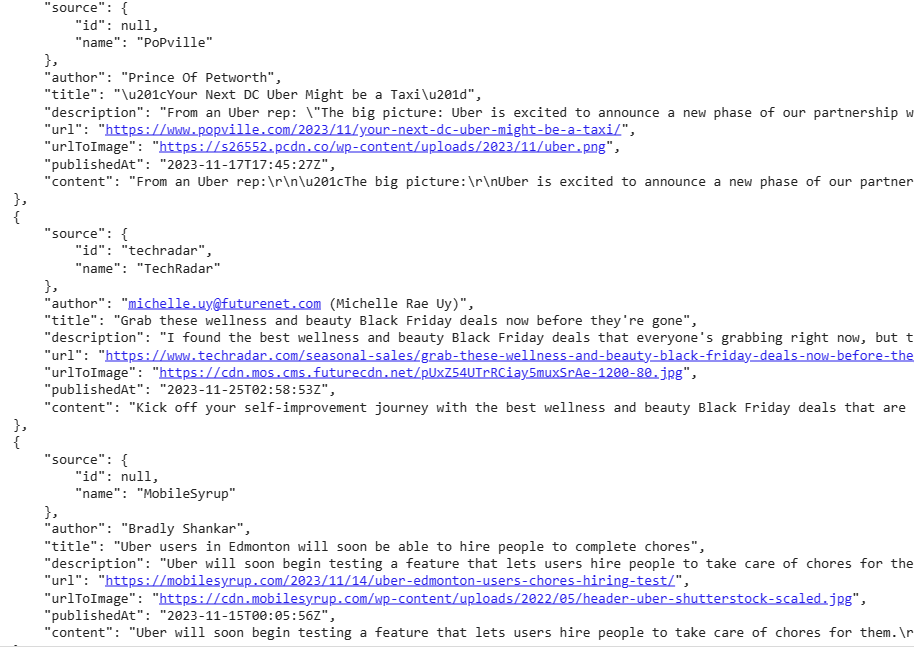 "source": {
"id": null,
"name": "PoPville"
},
"author": "Prince Of Petworth",
"title": "\u201cYour Next DC Uber Might be a Taxi\u201d",
"description": "From an Uber rep: \"The big picture: Uber is excited to announce a new phase of our partnership w
"url": "https://www.popville.com/2023/11/your-next-dc-uber-might-be-a-taxi/",
"urlToImage": "https://s26552.pcdn.co/wp-content/uploads/2023/11/uber.png",
"publishedAt": "2023-11-17T17:45:27Z",
"content": "From an Uber rep:\r\n\u201cThe big picture:\r\nUber is excited to announce a new phase of our partner
},
{
"source": {
"id": "techradar",
"name": "TechRadar"
},
"author": "michelle.uy@futurenet.com (Michelle Rae Uy)",
"title": "Grab these wellness and beauty Black Friday deals now before they're gone",
"description": "I found the best wellness and beauty Black Friday deals that everyone's grabbing right now, but t
"url": "https://www.techradar.com/seasonal-sales/grab-these-wellness-and-beauty-black-friday-deals-now-before-the
"urlToImage": "https://cdn.mos.cms.futurecdn.net/pUxZ54UTrRCiay5muxSrAe-1200-80.jpg",
"publishedAt": "2023-11-25T02:58:53Z",
"content": "Kick off your self-improvement journey with the best wellness and beauty Black Friday deals that are
},
{
"source": {
"id": null,
"name": "MobileSyrup"
},
"author": "Bradly Shankar",
"title": "Uber users in Edmonton will soon be able to hire people to complete chores",
"description": "Uber will soon begin testing a feature that lets users hire people to take care of chores for the
"url": "https://mobilesyrup.com/2023/11/14/uber-edmonton-users-chores-hiring-test/",
"urlToImage": "https://cdn.mobilesyrup.com/wp-content/uploads/2022/05/header-uber-shutterstock-scaled.jpg",
"publishedAt": "2023-11-15T00:05:56Z",
"content": "Uber will soon begin testing a feature that lets users hire people to take care of chores for them.\r